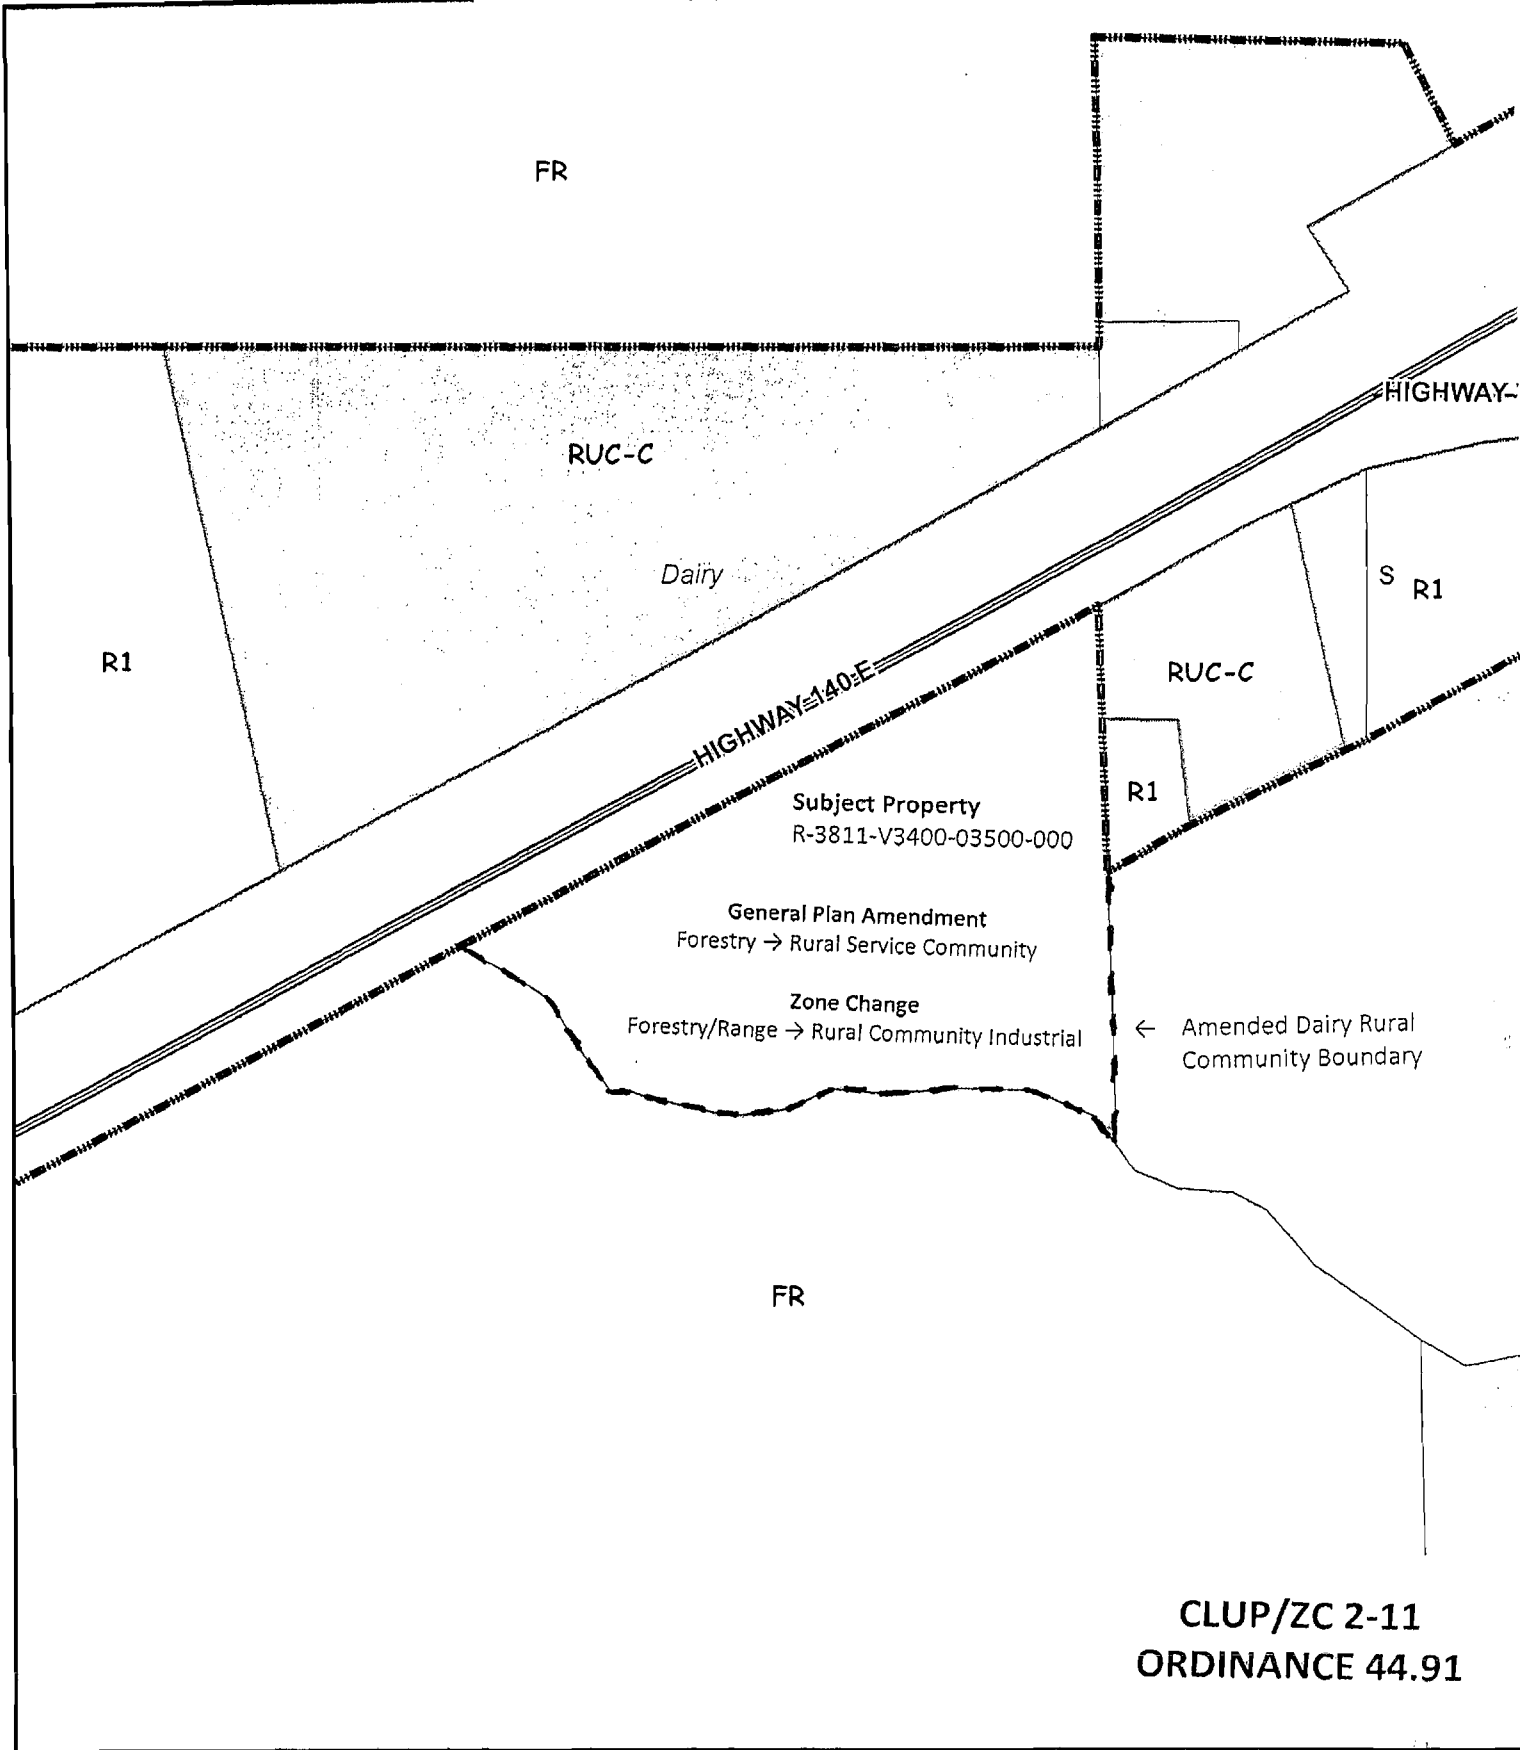 FR
HIGHWAY-
RUC-C
Dairy
S
R1
R1
RUC-C
HIGHWAY-140-E
R1
Subject Property
R-3811-V3400-03500-000
General Plan Amendment
Forestry → Rural Service Community
Zone Change
Forestry/Range → Rural Community Industrial
← Amended Dairy Rural
Community Boundary
FR
CLUP/ZC 2-11
ORDINANCE 44.91